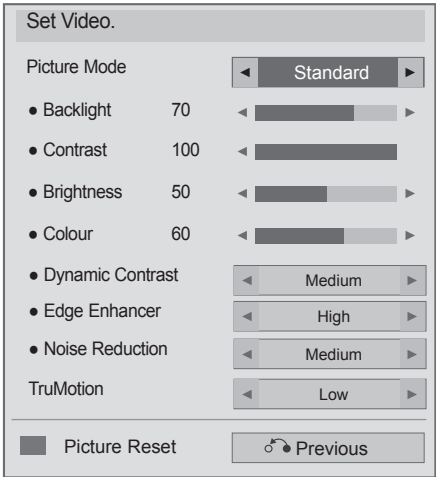 Set Video.
Picture Mode ◄ Standard ►
● Backlight 70 ◄ ►
● Contrast 100 ◄
● Brightness 50 ◄ ►
● Colour 60 ◄ ►
● Dynamic Contrast ◄ Medium ►
● Edge Enhancer ◄ High ►
● Noise Reduction ◄ Medium ►
TruMotion ◄ Low ►
Picture Reset Previous